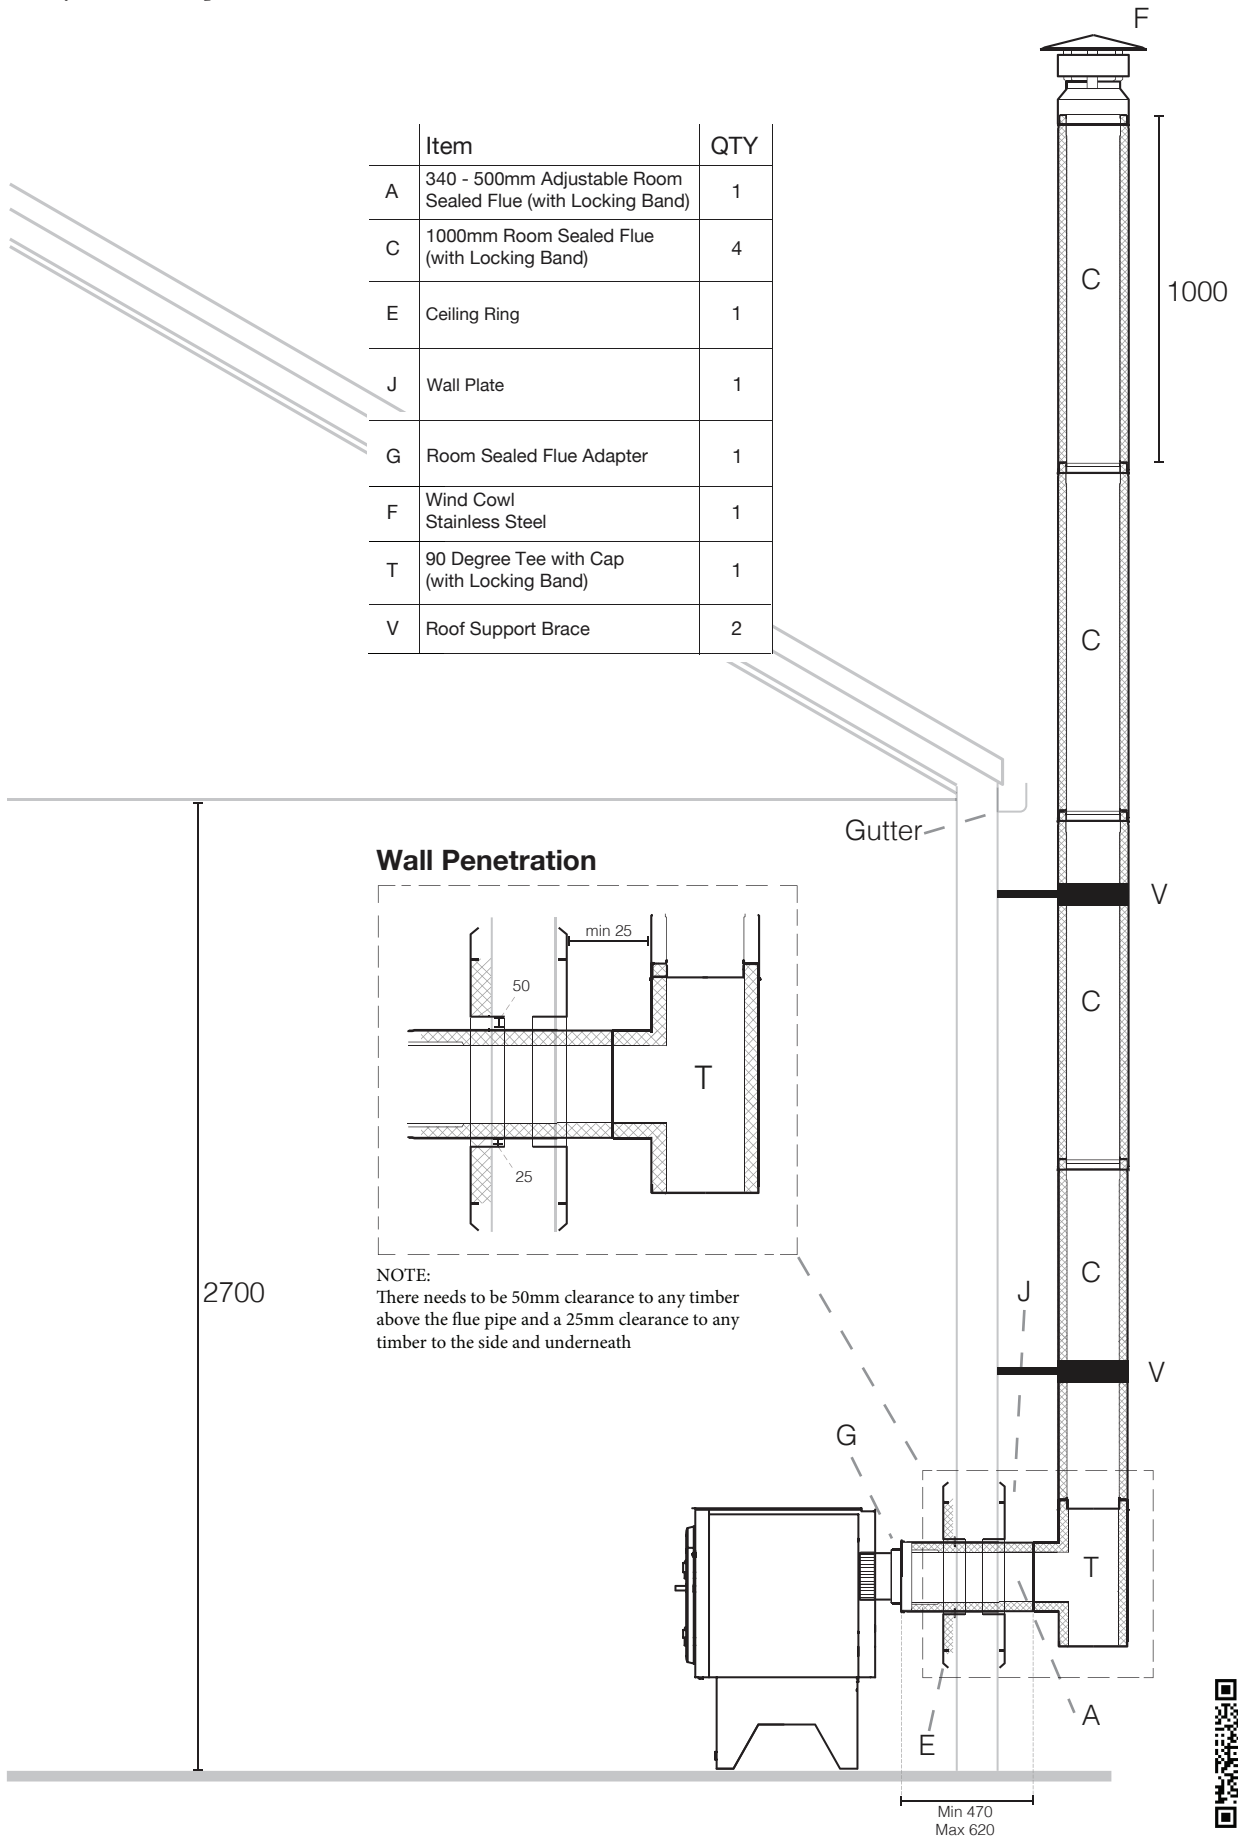 F
Item QTY
A 340 - 500mm Adjustable Room
Sealed Flue (with Locking Band) 1
C 1000mm Room Sealed Flue
(with Locking Band) 4
E Ceiling Ring 1
J Wall Plate 1
G Room Sealed Flue Adapter 1
F Wind Cowl
Stainless Steel 1
T 90 Degree Tee with Cap
(with Locking Band) 1
V Roof Support Brace 2
C
1000
C
Gutter
V
Wall Penetration
min 25
50
T
25
C
NOTE:
There needs to be 50mm clearance to any timber
above the flue pipe and a 25mm clearance to any
timber to the side and underneath
2700
C
J
V
G
T
A
E
Min 470
Max 620